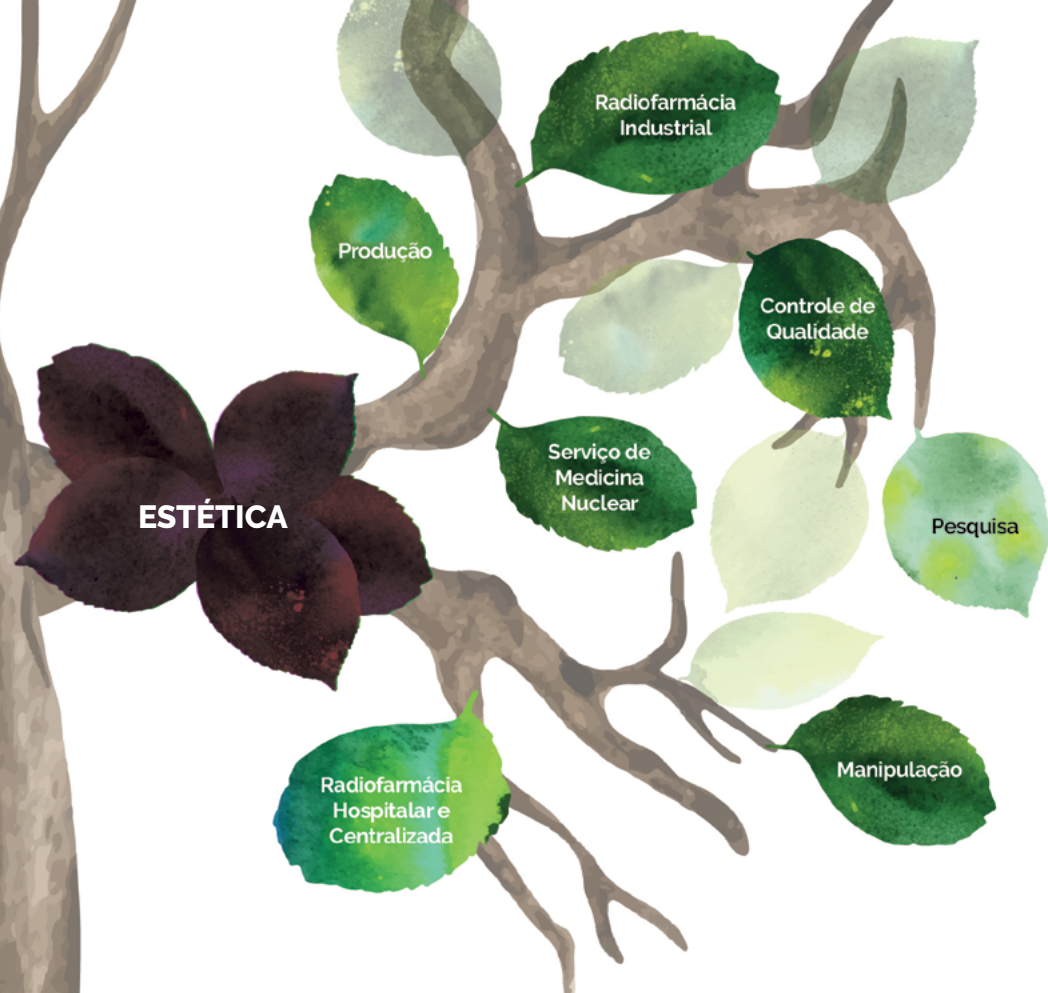 Radiofarmácia
Industrial
Produção
Controle de
Qualidade
Serviço de
Medicina
Nuclear
ESTÉTICA
Pesquisa
Manipulação
Radiofarmácia
Hospitalar e
Centralizada